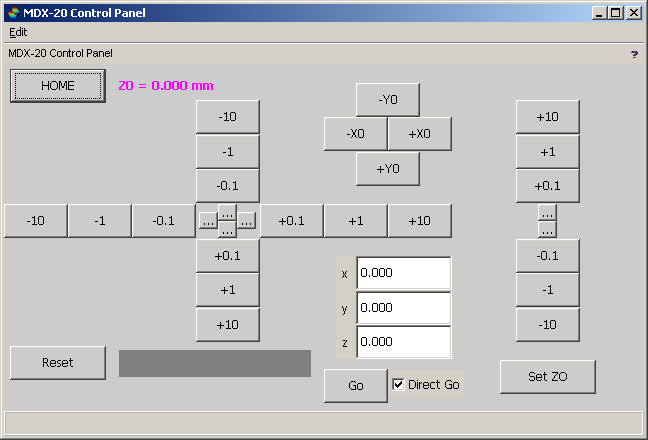 MDX-20 Control Panel
Edit
MDX-20 Control Panel ?
HOME
Z0 = 0.000 mm
-Y0
-X0 +X0
+Y0
-10
-1
-0.1
-10 -1 -0.1 ... ... ... ... +0.1 +1 +10
+0.1
+1
+10
+10
+1
+0.1
...
...
-0.1
-1
-10
x 0.000
y 0.000
z 0.000
Reset
Go
Direct Go
Set ZO